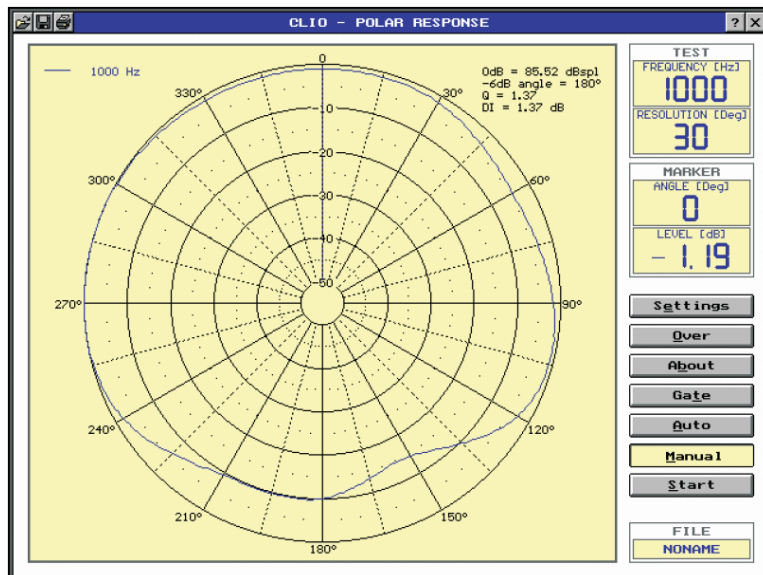 CLIO - POLAR RESPONSE
? X
1000 Hz
0dB = 85.52 dBspl
-6dB angle = 180°
Q = 1.37
DI = 1.37 dB
0
330°
30°
-10
-20
300°
60°
-30
-40
-50
270°
90°
240°
120°
210°
150°
180°
TEST
FREQUENCY [Hz]
1000
RESOLUTION [Deg]
30
MARKER
ANGLE [Deg]
0
LEVEL [dB]
-1.19
Settings
Over
About
Gate
Auto
Manual
Start
FILE
NONAME